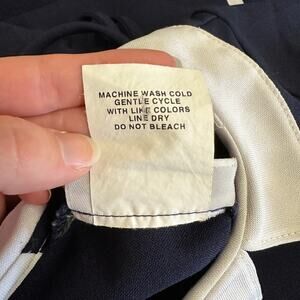 MACHINE WASH COLD
GENTLE CYCLE
WITH LIKE COLORS
LINE DRY
DO NOT BLEACH